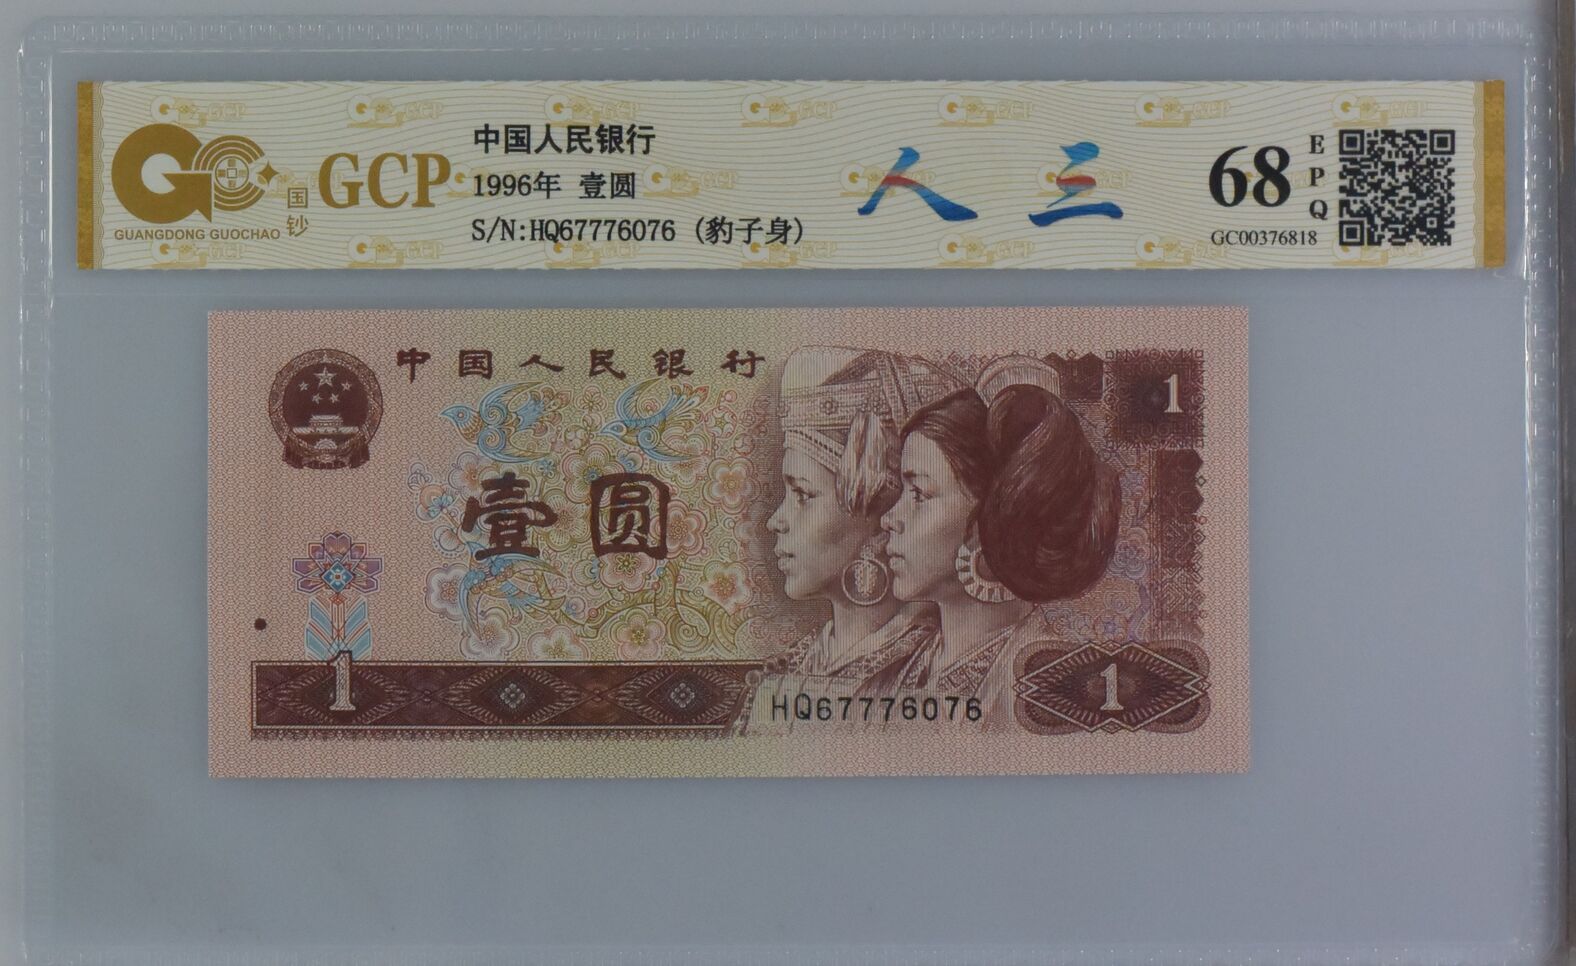 中国人民银行
1996年 壹圆
S/N:HQ67776076 (豹子身)
国钞
GCP
GUANGDONG GUOCHAO
人 三
68
EPQ
GC00376818
中国人民银行
1
壹圆
1
HQ67776076
1